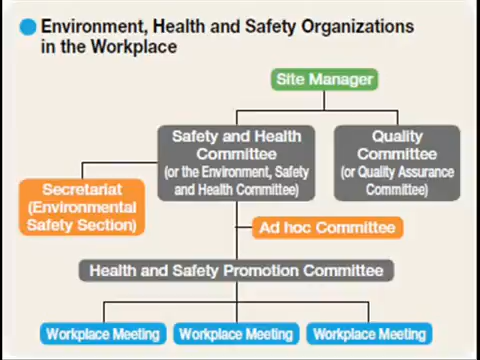 Environment, Health and Safety Organizations
in the Workplace
Site Manager
Safety and Health
Committee
(or the Environment, Safety
and Health Committee)
Quality
Committee
(or Quality Assurance
Committee)
Secretariat
(Environmental
Safety Section)
Ad hoc Committee
Health and Safety Promotion Committee
Workplace Meeting
Workplace Meeting
Workplace Meeting